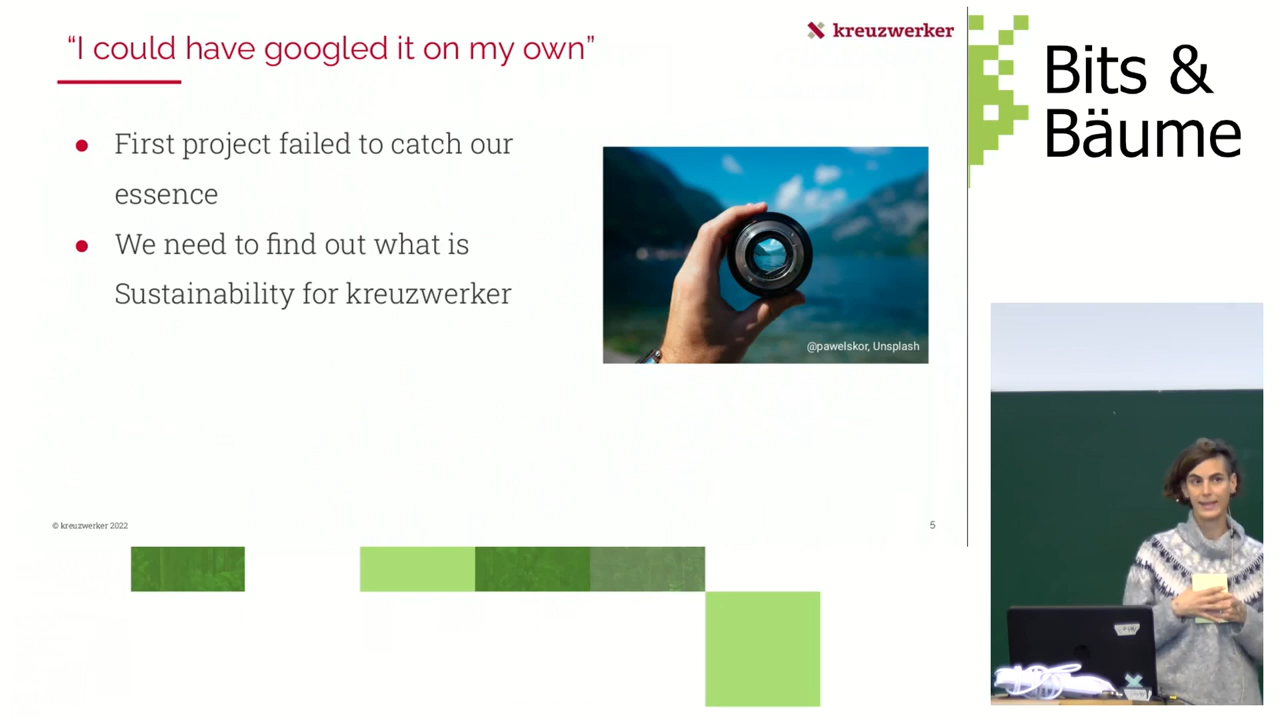 “I could have googled it on my own”
kreuzwerker
First project failed to catch our
essence
We need to find out what is
Sustainability for kreuzwerker
@pawelskor, Unsplash
© kreuzwerker 2022
5
Bits &
Bäume